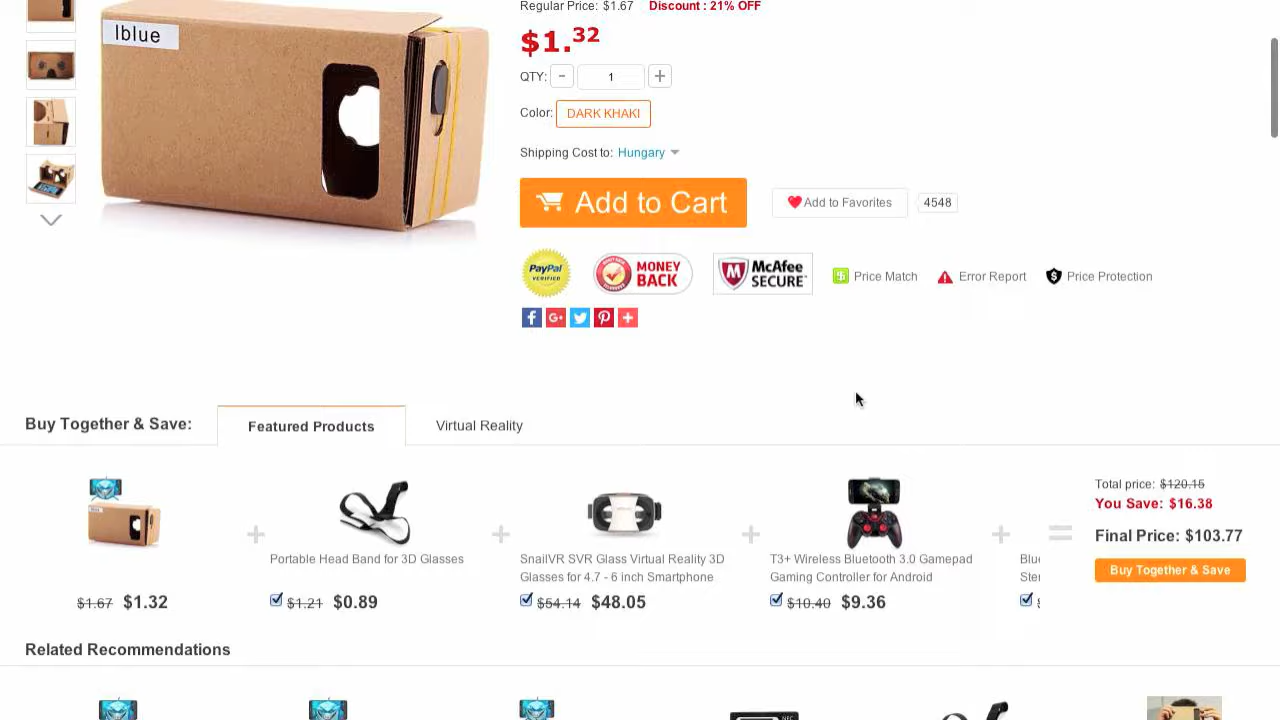 Regular Price: $1.67 Discount : 21% OFF
lblue
$1.32
QTY: - 1 +
Color: DARK KHAKI
Shipping Cost to: Hungary
Add to Cart
Add to Favorites
4548
PayPal
VERIFIED
MONEY
BACK
McAfee
SECURE
Price Match
Error Report
Price Protection
Buy Together & Save:
Featured Products
Virtual Reality
Total price: $120.15
You Save: $16.38
Final Price: $103.77
Buy Together & Save
Portable Head Band for 3D Glasses
SnailVR SVR Glass Virtual Reality 3D
Glasses for 4.7 - 6 inch Smartphone
T3+ Wireless Bluetooth 3.0 Gamepad
Gaming Controller for Android
$1.67 $1.32
$1.21 $0.89
$54.14 $48.05
$10.40 $9.36
Related Recommendations